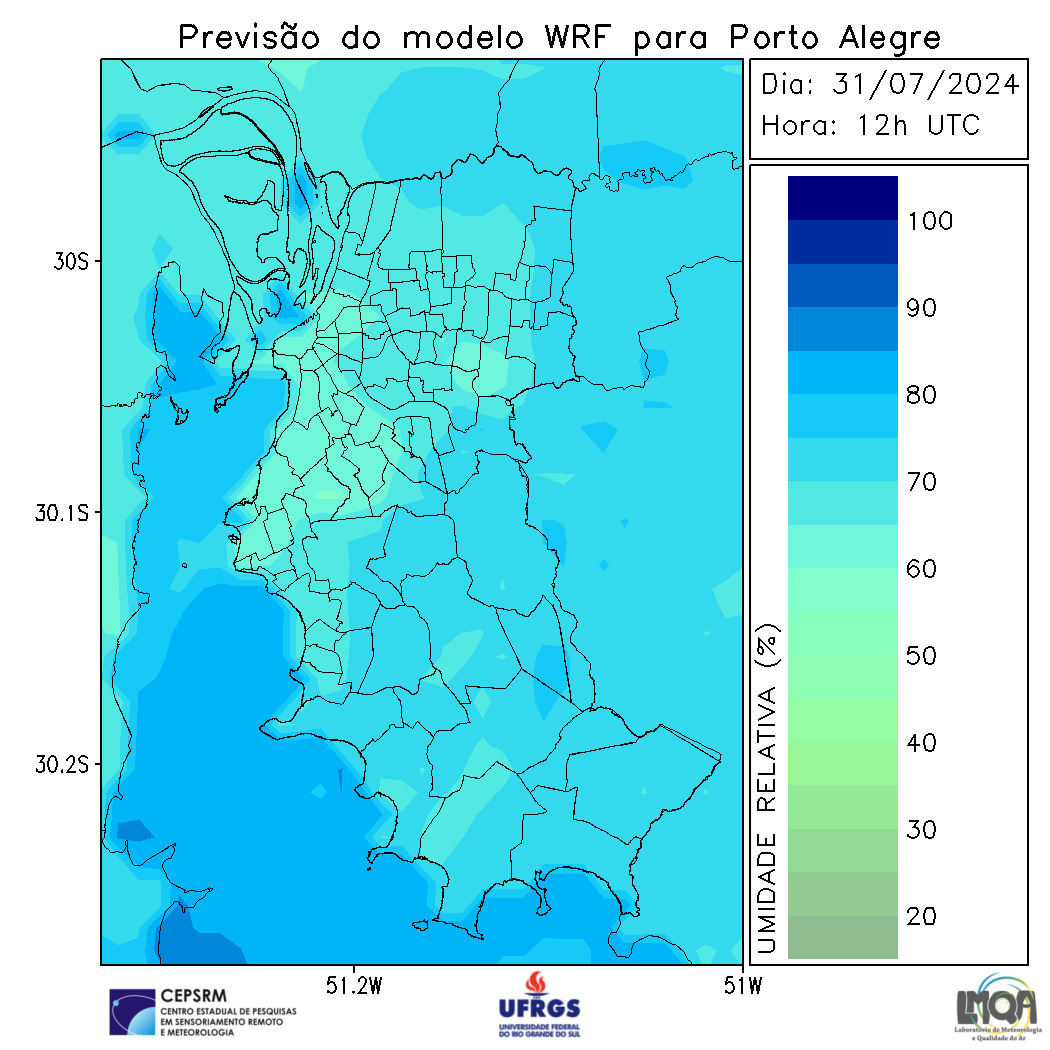 Previsão do modelo WRF para Porto Alegre
Dia: 31/07/2024
Hora: 12h UTC
30S
30.1S
30.2S
51.2W
51W
100
90
80
70
60
50
40
30
20
UMIDADE RELATIVA (%)
CEPSRM
CENTRO ESTADUAL DE PESQUISAS
EM SENSORIAMENTO REMOTO
E METEOROLOGIA
UFRGS
UNIVERSIDADE FEDERAL
DO RIO GRANDE DO SUL
LMQA
Laboratório de Meteorologia
e Qualidade do Ar